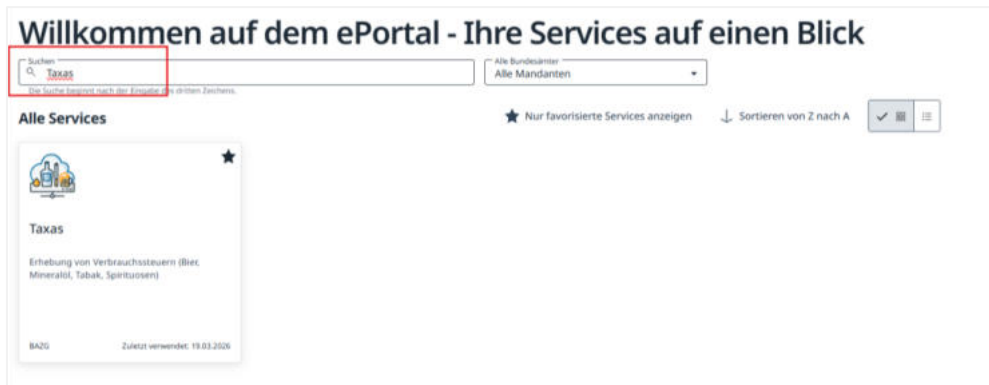 Willkommen auf dem ePortal - Ihre Services auf einen Blick
Suchen
Taxas
Die Suche beginnt nach der Eingabe des dritten Zeichens.
Alle Bundesämter
Alle Mandanten
Alle Services
Nur favorisierte Services anzeigen
Sortieren von Z nach A
Taxas
Erhebung von Verbrauchssteuern (Bier,
Mineralöl, Tabak, Spirituosen)
BAZG
Zuletzt verwendet: 19.03.2026